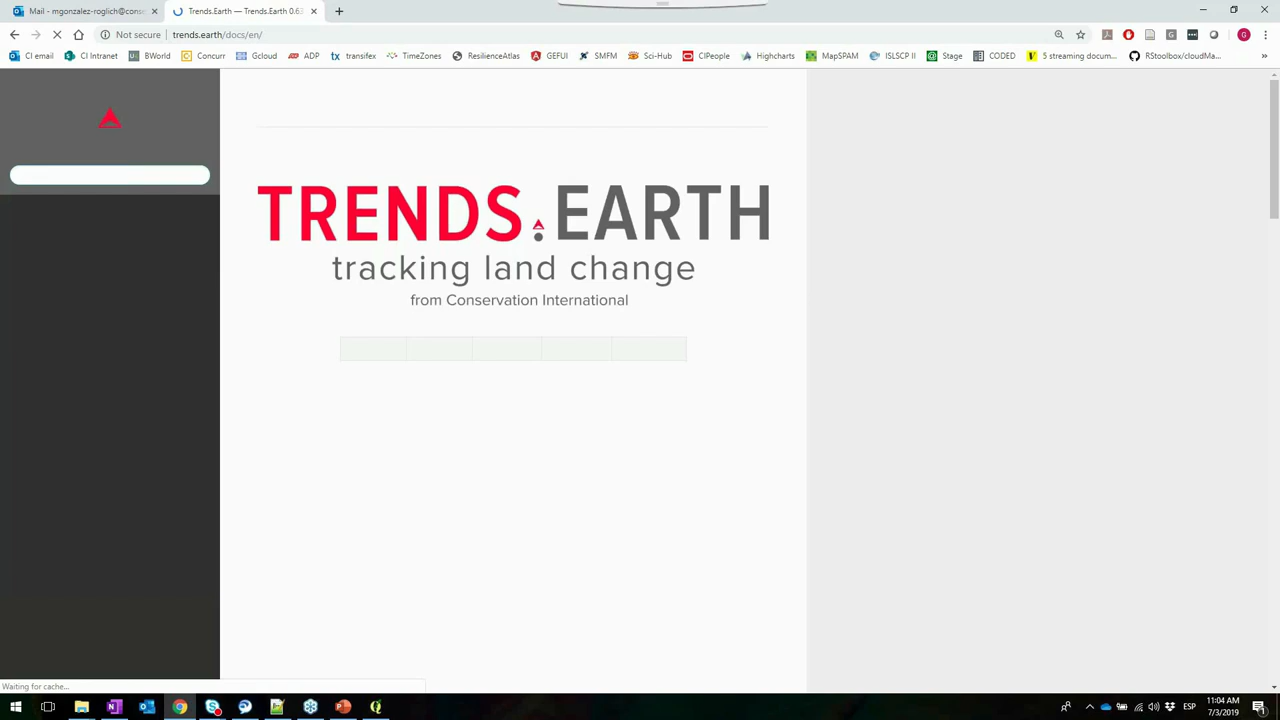 Mail - mgonzalez-roglich@conse
Trends.Earth — Trends.Earth 0.63
Not secure
trends.earth/docs/en/
CI email
CI Intranet
BWorld
Concurr
Gcloud
ADP
transifex
TimeZones
ResilienceAtlas
GEFUI
SMFM
Sci-Hub
CIPeople
Highcharts
MapSPAM
ISLSCP II
Stage
CODED
5 streaming docum...
RStoolbox/cloudMa...
TRENDS.EARTH
tracking land change
from Conservation International
Waiting for cache...
ESP
11:04 AM
7/3/2019